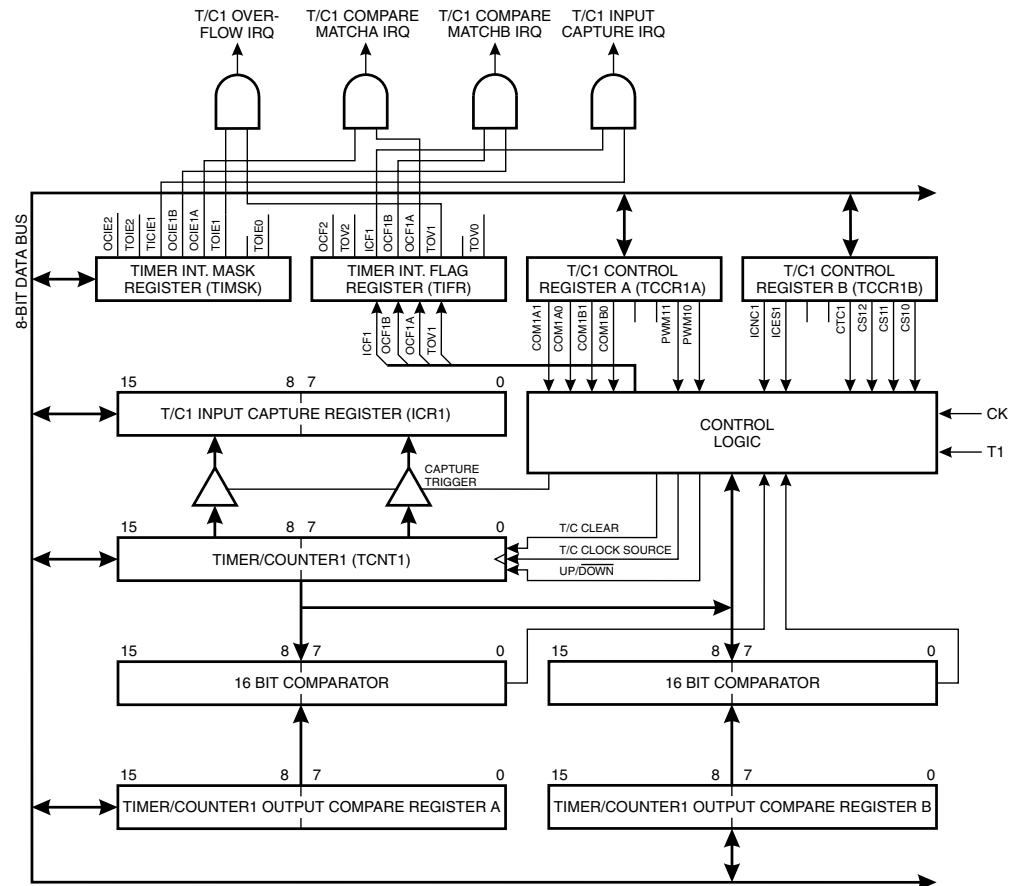 T/C1 OVER-
FLOW IRQ
T/C1 COMPARE
MATCHA IRQ
T/C1 COMPARE
MATCHB IRQ
T/C1 INPUT
CAPTURE IRQ
8-BIT DATA BUS
OCIE2
TOIE2
TICIE1
OCIE1B
OCIE1A
TOIE1
TOIE0
OCF2
TOV2
ICF1
OCF1B
OCF1A
TOV1
TOV0
TIMER INT. MASK
REGISTER (TIMSK)
TIMER INT. FLAG
REGISTER (TIFR)
T/C1 CONTROL
REGISTER A (TCCR1A)
T/C1 CONTROL
REGISTER B (TCCR1B)
ICF1
OCF1B
OCF1A
TOV1
COM1A1
COM1A0
COM1B1
COM1B0
PWM11
PWM10
ICNC1
ICES1
CTC1
CS12
CS11
CS10
15 8 7 0
T/C1 INPUT CAPTURE REGISTER (ICR1)
CONTROL
LOGIC
CK
T1
CAPTURE
TRIGGER
15 8 7 0
TIMER/COUNTER1 (TCNT1)
T/C CLEAR
T/C CLOCK SOURCE
UP/DOWN
15 8 7 0
16 BIT COMPARATOR
15 8 7 0
16 BIT COMPARATOR
15 8 7 0
TIMER/COUNTER1 OUTPUT COMPARE REGISTER A
15 8 7 0
TIMER/COUNTER1 OUTPUT COMPARE REGISTER B